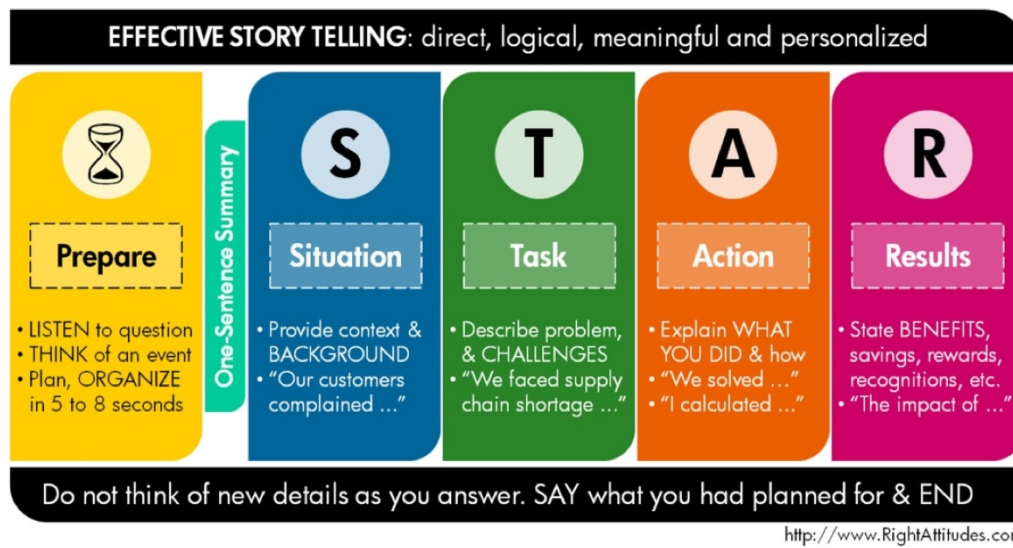 EFFECTIVE STORY TELLING: direct, logical, meaningful and personalized
Prepare
• LISTEN to question
• THINK of an event
• Plan, ORGANIZE
in 5 to 8 seconds
One-Sentence Summary
S
Situation
• Provide context &
BACKGROUND
• “Our customers
complained ...”
T
Task
• Describe problem,
& CHALLENGES
• “We faced supply
chain shortage ...”
A
Action
• Explain WHAT
YOU DID & how
• “We solved ...”
• “I calculated ...”
R
Results
• State BENEFITS,
savings, rewards,
recognitions, etc.
• “The impact of ...”
Do not think of new details as you answer. SAY what you had planned for & END
http://www.RightAttitudes.com